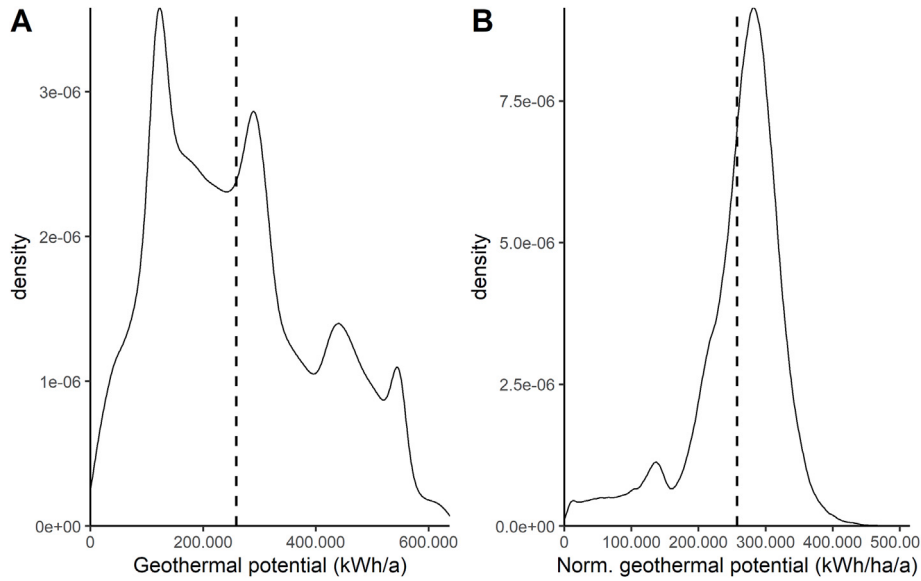 A
B
density
3e-06
2e-06
1e-06
0e+00
0
200.000
400.000
600.000
Geothermal potential (kWh/a)
density
7.5e-06
5.0e-06
2.5e-06
0.0e+00
0
100.000
200.000
300.000
400.000
500.00
Norm. geothermal potential (kWh/ha/a)